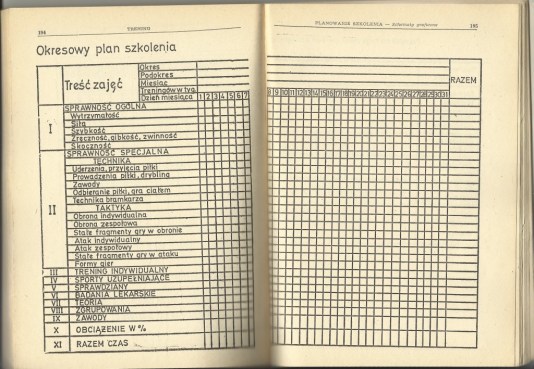 194
TRENING
Okresowy plan szkolenia
Treść zajęć
Okres
Podokres
Miesiąc
Treningów w tyg.
Dzień miesiąca 1 2 3 4 5 6 7
I
SPRAWNOŚĆ OGÓLNA
Wytrzymałość
Siła
Szybkość
Zręczność, gibkość, zwinność
Skoczność
II
SPRAWNOŚĆ SPECJALNA
TECHNIKA
Uderzenia, przyjęcia piłki
Prowadzenia piłki, drybling
Zawody
Odbieranie piłki, gra ciałem
Technika bramkarza
TAKTYKA
Obrona indywidualna
Obrona zespołowa
Stałe fragmenty gry w obronie
Atak indywidualny
Atak zespołowy
Stałe fragmenty gry w ataku
Formy gier
III TRENING INDYWIDUALNY
IV SPORTY UZUPEŁNIAJĄCE
V SPRAWDZIANY
VI BADANIA LEKARSKIE
VII TEORIA
VIII ZGRUPOWANIA
IX ZAWODY
X OBCIĄŻENIE W %
XI RAZEM CZAS
PLANOWANIE SZKOLENIA — Schematy graficzne
195
RAZEM
8 9 10 11 12 13 14 15 16 17 18 19 20 21 22 23 24 25 26 27 28 29 30 31